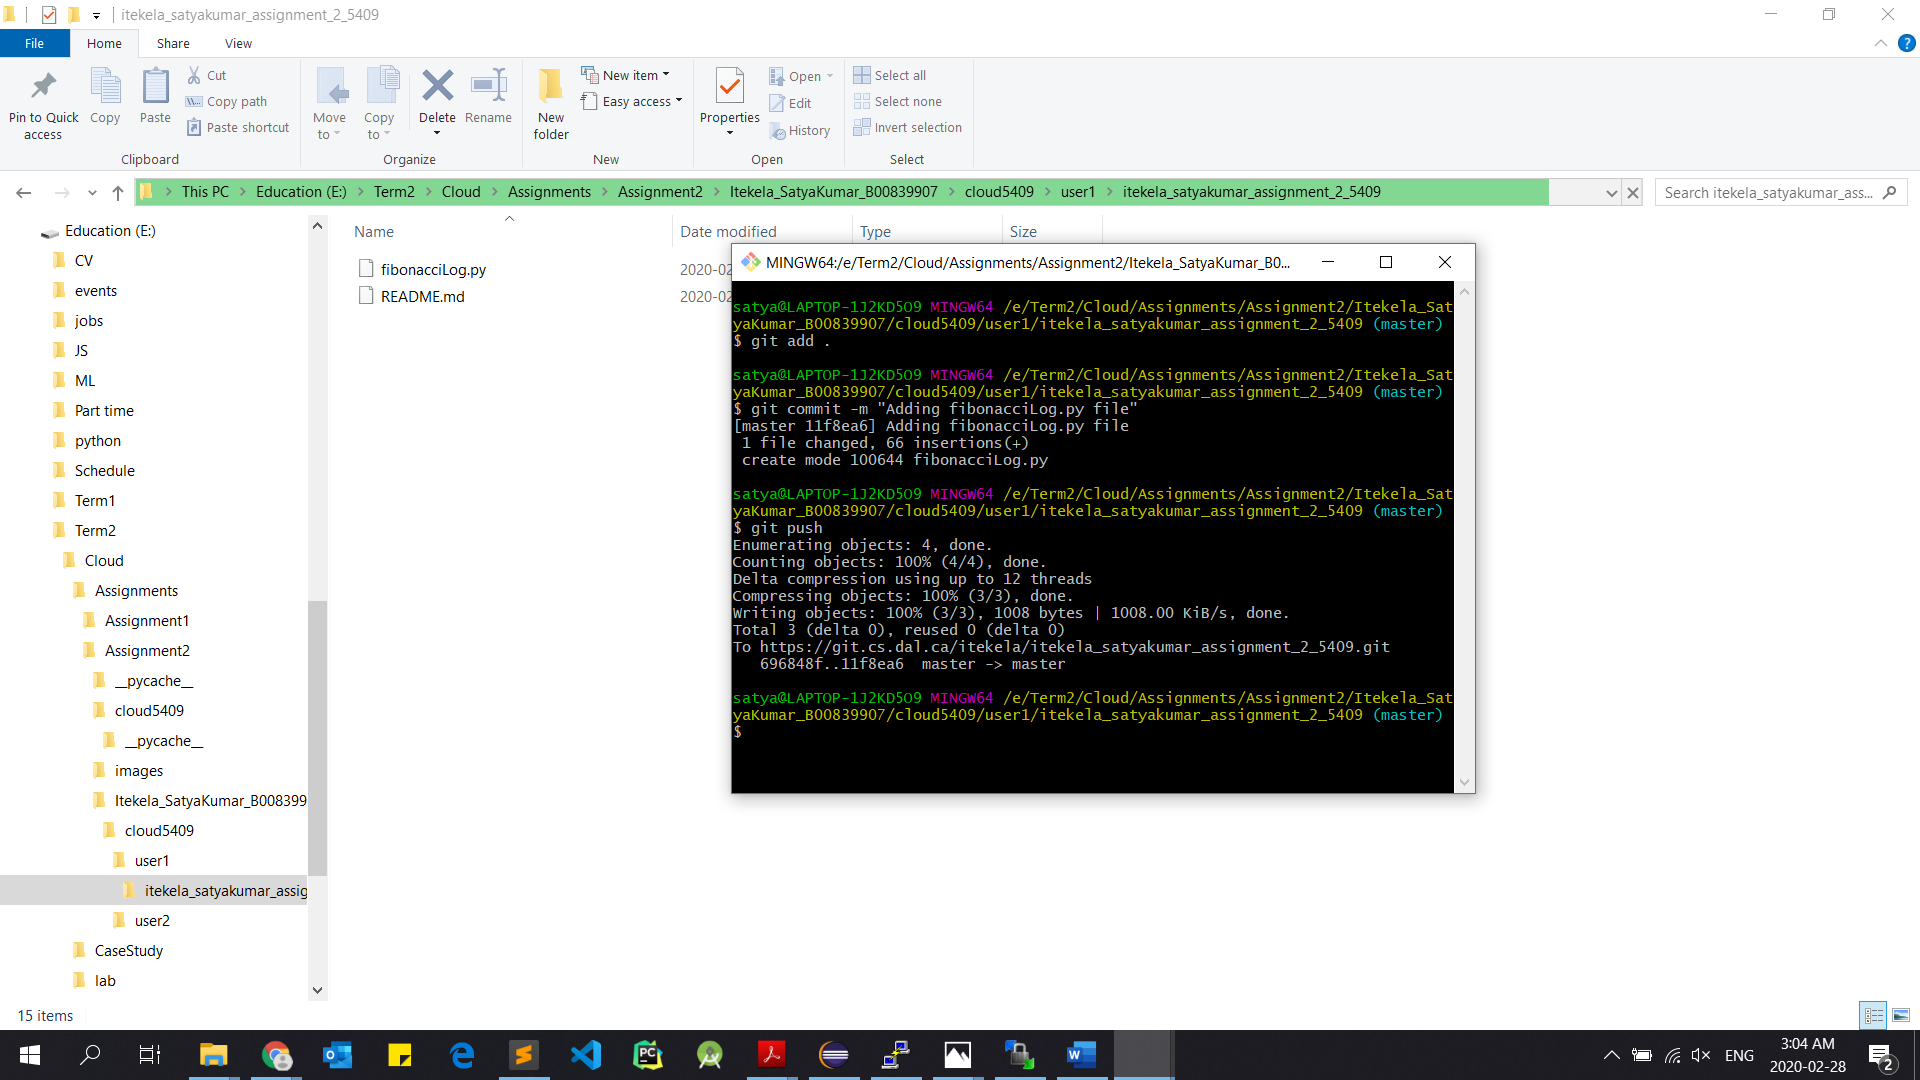 itekela_satyakumar_assignment_2_5409
File
Home
Share
View
Pin to Quick access
Copy
Paste
Cut
Copy path
Paste shortcut
Clipboard
Move to
Copy to
Delete
Rename
Organize
New folder
New item
Easy access
New
Properties
Open
Edit
History
Open
Select all
Select none
Invert selection
Select
This PC > Education (E:) > Term2 > Cloud > Assignments > Assignment2 > Itekela_SatyaKumar_B00839907 > cloud5409 > user1 > itekela_satyakumar_assignment_2_5409
Search itekela_satyakumar_ass...
Education (E:)
CV
events
jobs
JS
ML
Part time
python
Schedule
Term1
Term2
Cloud
Assignments
Assignment1
Assignment2
__pycache__
cloud5409
__pycache__
images
Itekela_SatyaKumar_B008399
cloud5409
user1
itekela_satyakumar_assig
user2
CaseStudy
lab
Name
Date modified
Type
Size
fibonacciLog.py
2020-02
README.md
2020-02
MINGW64:/e/Term2/Cloud/Assignments/Assignment2/Itekela_SatyaKumar_B0...
satya@LAPTOP-1J2KD5O9 MINGW64 /e/Term2/Cloud/Assignments/Assignment2/Itekela_Sat
yaKumar_B00839907/cloud5409/user1/itekela_satyakumar_assignment_2_5409 (master)
$ git add .
satya@LAPTOP-1J2KD5O9 MINGW64 /e/Term2/Cloud/Assignments/Assignment2/Itekela_Sat
yaKumar_B00839907/cloud5409/user1/itekela_satyakumar_assignment_2_5409 (master)
$ git commit -m "Adding fibonacciLog.py file"
[master 11f8ea6] Adding fibonacciLog.py file
1 file changed, 66 insertions(+)
create mode 100644 fibonacciLog.py
satya@LAPTOP-1J2KD5O9 MINGW64 /e/Term2/Cloud/Assignments/Assignment2/Itekela_Sat
yaKumar_B00839907/cloud5409/user1/itekela_satyakumar_assignment_2_5409 (master)
$ git push
Enumerating objects: 4, done.
Counting objects: 100% (4/4), done.
Delta compression using up to 12 threads
Compressing objects: 100% (3/3), done.
Writing objects: 100% (3/3), 1008 bytes | 1008.00 KiB/s, done.
Total 3 (delta 0), reused 0 (delta 0)
To https://git.cs.dal.ca/itekela/itekela_satyakumar_assignment_2_5409.git
696848f..11f8ea6 master -> master
satya@LAPTOP-1J2KD5O9 MINGW64 /e/Term2/Cloud/Assignments/Assignment2/Itekela_Sat
yaKumar_B00839907/cloud5409/user1/itekela_satyakumar_assignment_2_5409 (master)
$
15 items
ENG
3:04 AM
2020-02-28
2